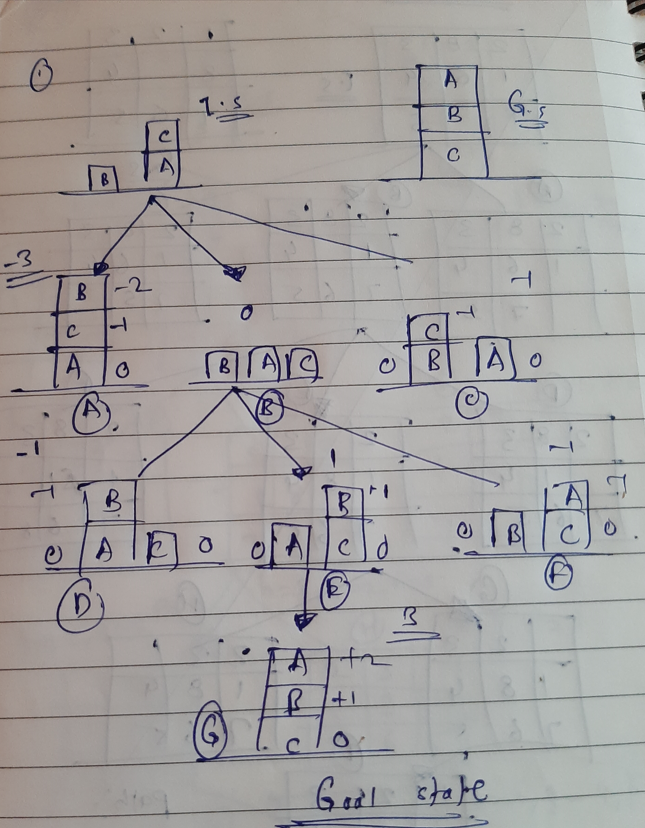 1
I.S
C
A
B
A
B
C
G.S
-3
B -2
C -1
A 0
A
0
B A C
B
-1
C -1
0 B A 0
C
-1
-1 B
0 A C 0
D
1
B +1
0 A C 0
E
-1
A -1
0 B C 0
F
3
A +2
B +1
C 0
G
Goal state